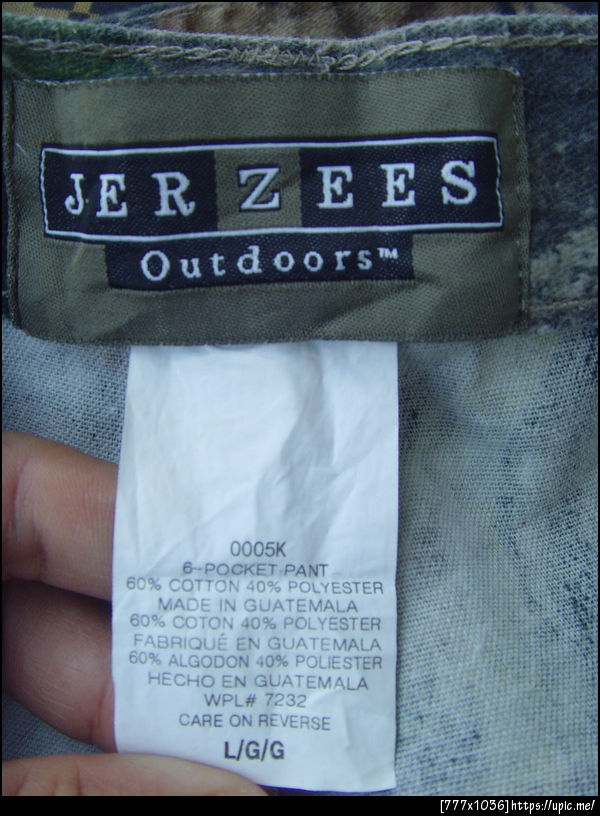 JERZEES
Outdoors™
0005K
6-POCKET PANT
60% COTTON 40% POLYESTER
MADE IN GUATEMALA
60% COTON 40% POLYESTER
FABRIQUÉ EN GUATEMALA
60% ALGODON 40% POLIESTER
HECHO EN GUATEMALA
WPL# 7232
CARE ON REVERSE
L/G/G
[777x1036]https://upic.me/